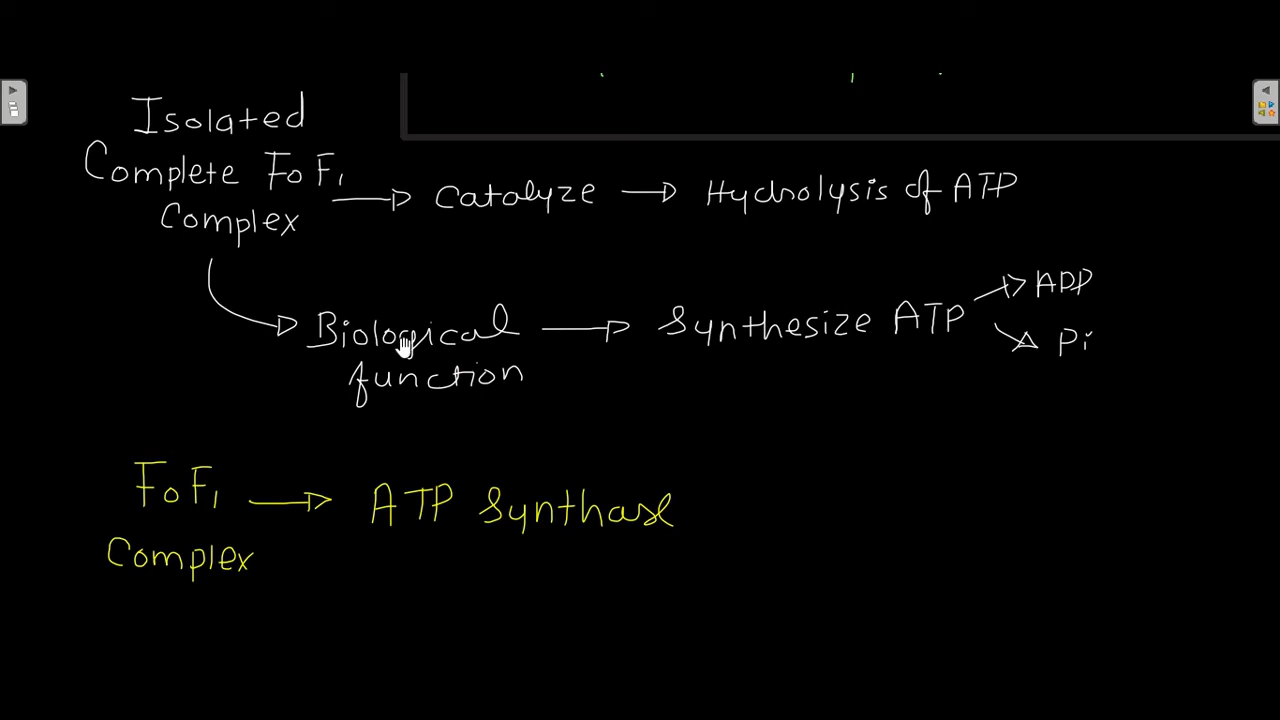 Isolated
Complete FoF1
Complex
Catalyze
Hydrolysis of ATP
Biological
function
Synthesize ATP
ADP
Pi
FoF1
Complex
ATP Synthase